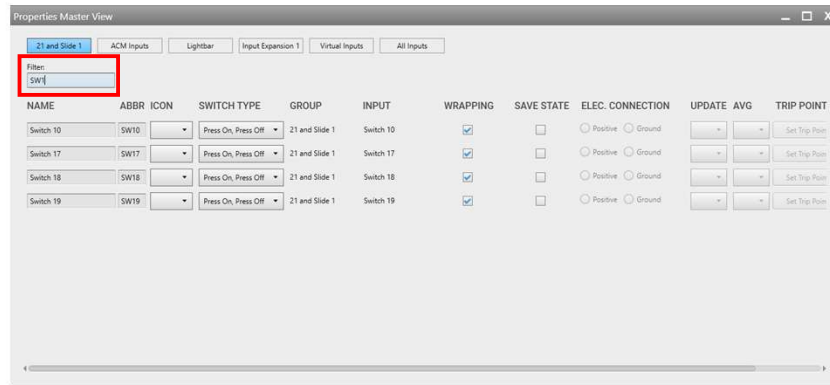 Properties Master View
21 and Slide 1 ACM Inputs Lightbar Input Expansion 1 Virtual Inputs All Inputs
Filter:
SW1
NAME ABBR ICON SWITCH TYPE GROUP INPUT WRAPPING SAVE STATE ELEC. CONNECTION UPDATE AVG TRIP POINT
Switch 10 SW10 Press On, Press Off 21 and Slide 1 Switch 10 Positive Ground Set Trip Poin
Switch 17 SW17 Press On, Press Off 21 and Slide 1 Switch 17 Positive Ground Set Trip Poin
Switch 18 SW18 Press On, Press Off 21 and Slide 1 Switch 18 Positive Ground Set Trip Poin
Switch 19 SW19 Press On, Press Off 21 and Slide 1 Switch 19 Positive Ground Set Trip Poin